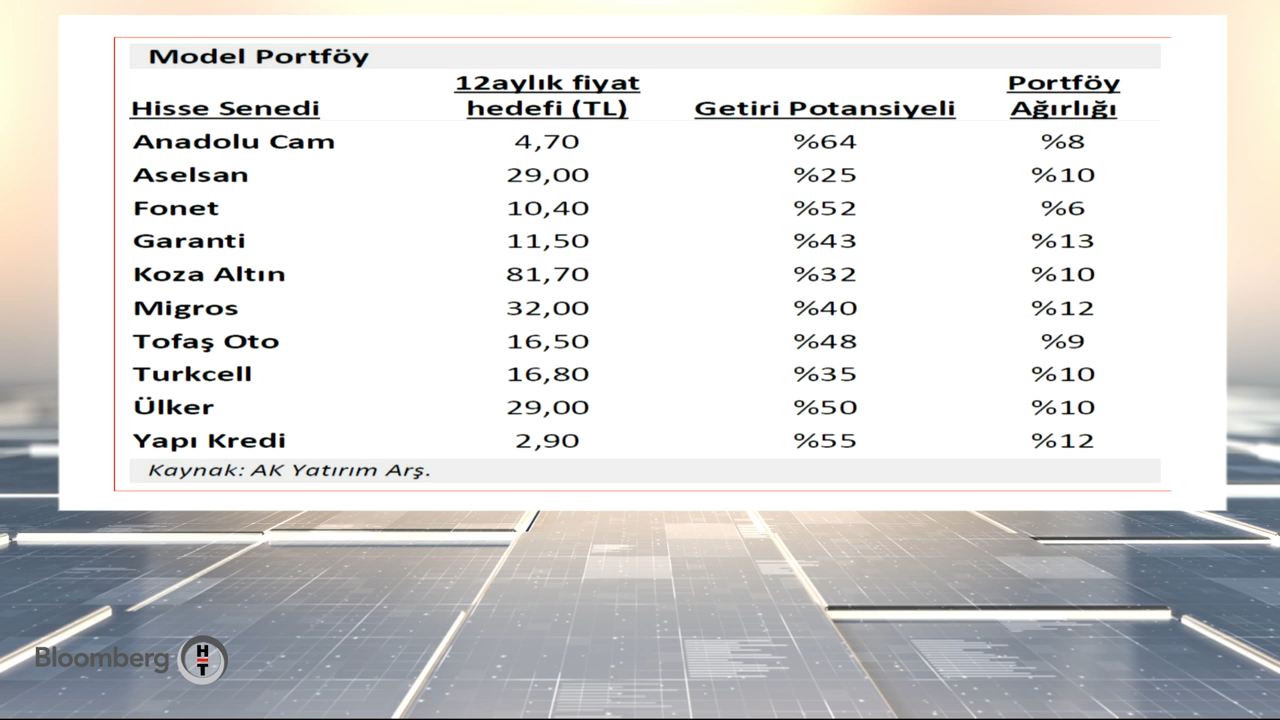 Model Portföy
Hisse Senedi 12aylık fiyat hedefi (TL) Getiri Potansiyeli Portföy Ağırlığı
Anadolu Cam 4,70 %64 %8
Aselsan 29,00 %25 %10
Fonet 10,40 %52 %6
Garanti 11,50 %43 %13
Koza Altın 81,70 %32 %10
Migros 32,00 %40 %12
Tofaş Oto 16,50 %48 %9
Turkcell 16,80 %35 %10
Ülker 29,00 %50 %10
Yapı Kredi 2,90 %55 %12
Kaynak: AK Yatırım Arş.
Bloomberg HT